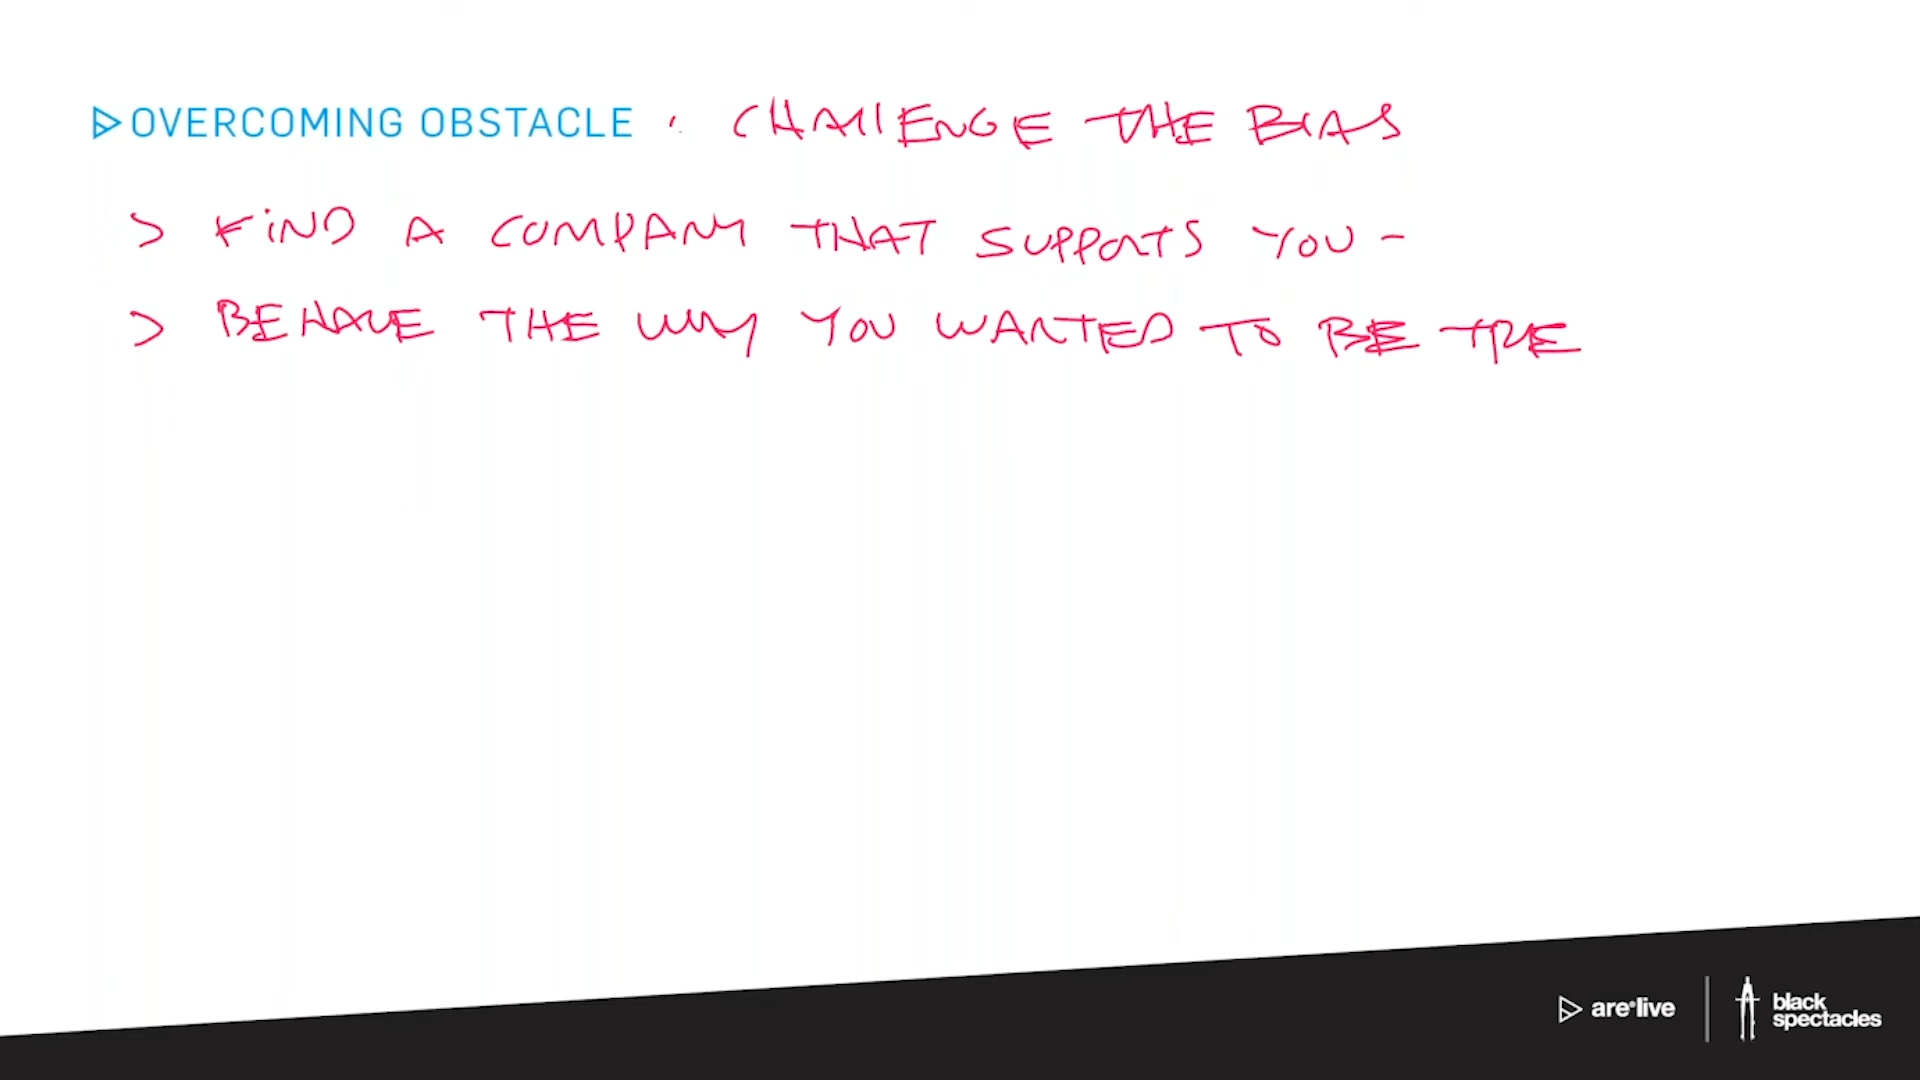 OVERCOMING OBSTACLE : CHALLENGE THE BIAS
> FIND A COMPANY THAT SUPPORTS YOU -
> BEHAVE THE WAY YOU WANTED TO BE TRE
are®live
black
spectacles